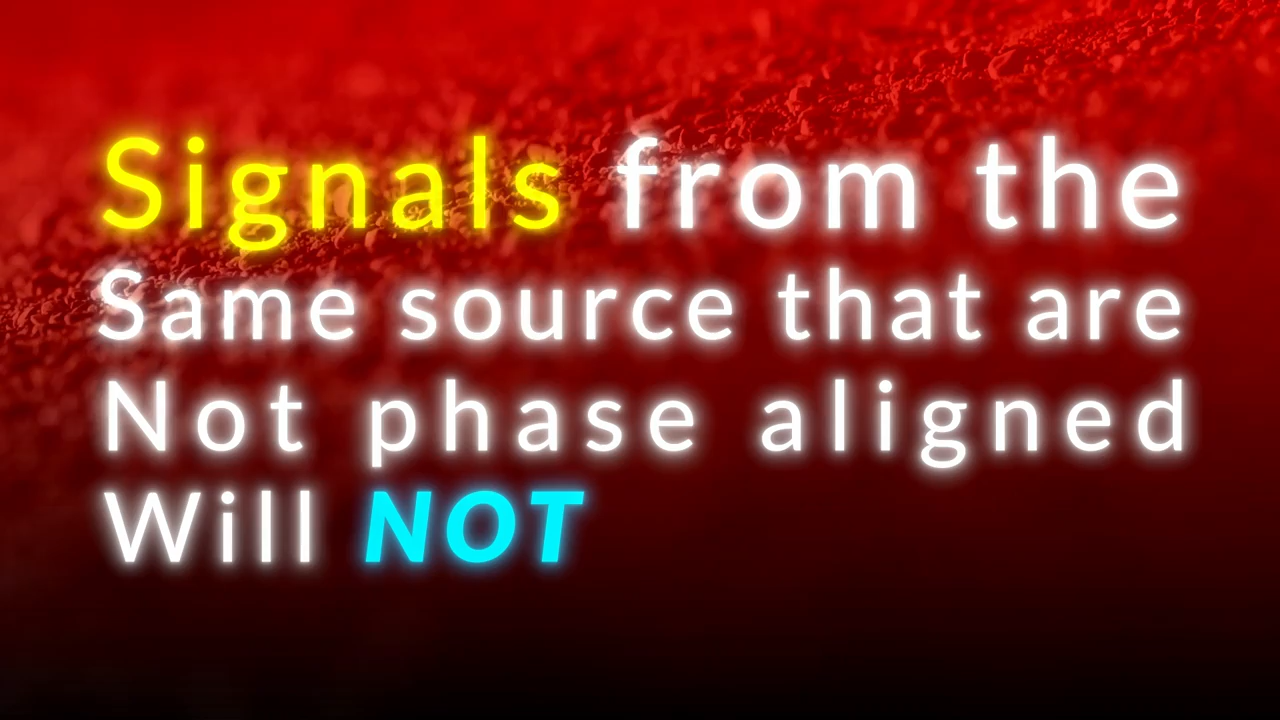 Signals from the
Same source that are
Not phase aligned
Will NOT